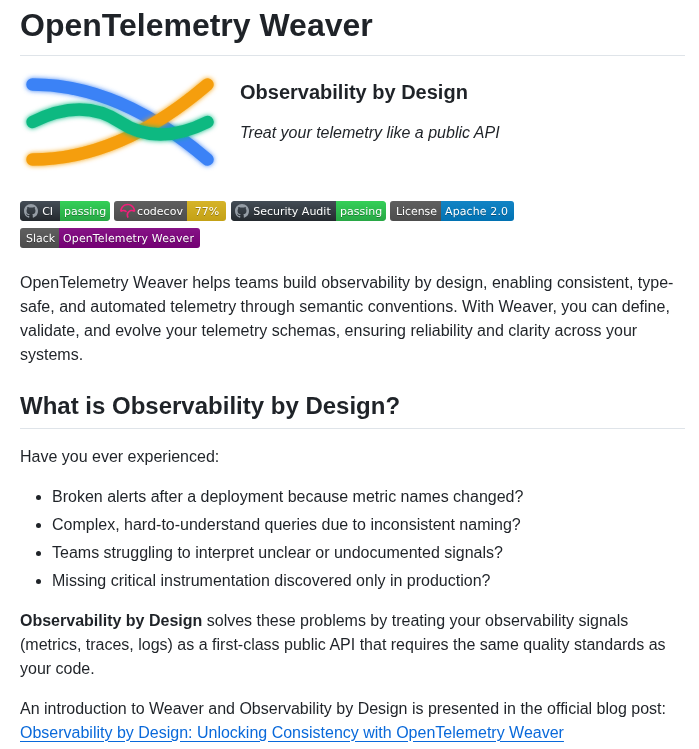 OpenTelemetry Weaver
Observability by Design
Treat your telemetry like a public API
CI passing codecov 77% Security Audit passing License Apache 2.0
Slack OpenTelemetry Weaver
OpenTelemetry Weaver helps teams build observability by design, enabling consistent, type-
safe, and automated telemetry through semantic conventions. With Weaver, you can define,
validate, and evolve your telemetry schemas, ensuring reliability and clarity across your
systems.
What is Observability by Design?
Have you ever experienced:
• Broken alerts after a deployment because metric names changed?
• Complex, hard-to-understand queries due to inconsistent naming?
• Teams struggling to interpret unclear or undocumented signals?
• Missing critical instrumentation discovered only in production?
Observability by Design solves these problems by treating your observability signals
(metrics, traces, logs) as a first-class public API that requires the same quality standards as
your code.
An introduction to Weaver and Observability by Design is presented in the official blog post:
Observability by Design: Unlocking Consistency with OpenTelemetry Weaver